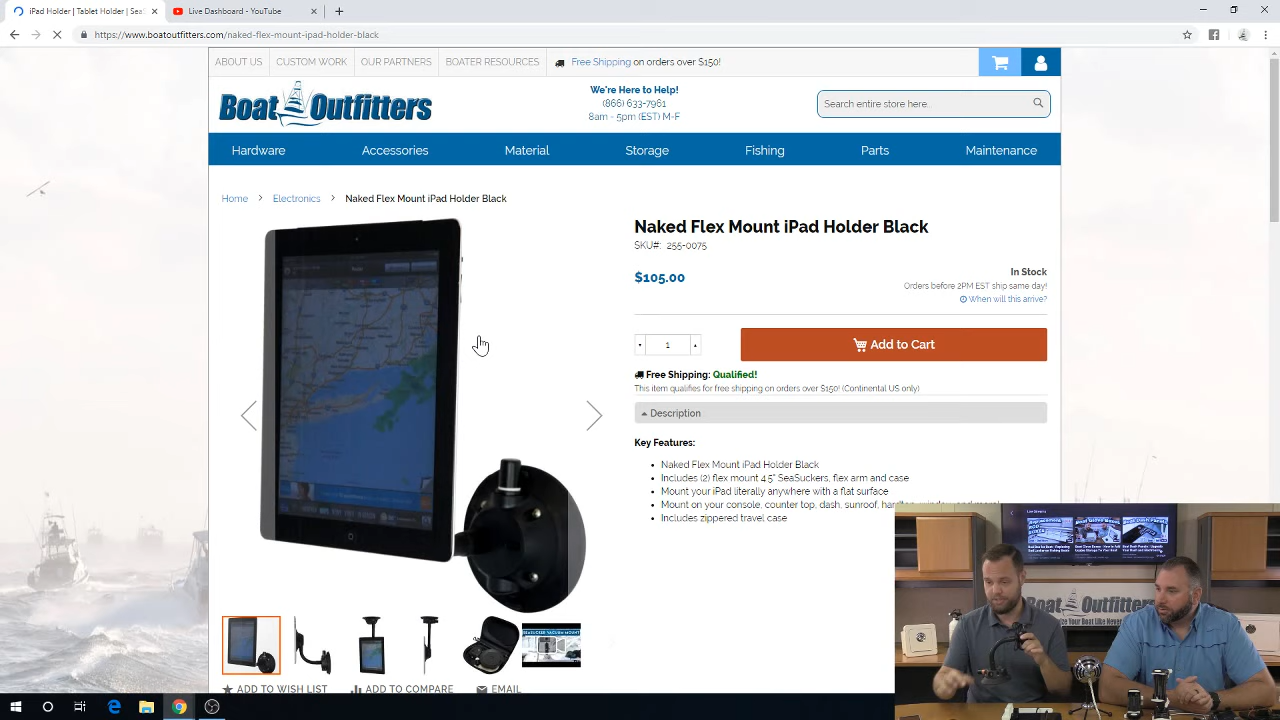 iPad Holder | Tablet Holder | Sea
Live Dashboard - YouTube
https://www.boatoutfitters.com/naked-flex-mount-ipad-holder-black
ABOUT US
CUSTOM WORK
OUR PARTNERS
BOATER RESOURCES
Free Shipping on orders over $150!
Boat Outfitters
We're Here to Help!
(866) 633-7961
8am - 5pm (EST) M-F
Search entire store here...
Hardware
Accessories
Material
Storage
Fishing
Parts
Maintenance
Home
Electronics
Naked Flex Mount iPad Holder Black
Naked Flex Mount iPad Holder Black
SKU#: 255-0075
$105.00
In Stock
Orders before 2PM EST ship same day!
When will this arrive?
1
Add to Cart
Free Shipping: Qualified!
This item qualifies for free shipping on orders over $150! (Continental US only)
Description
Key Features:
Naked Flex Mount iPad Holder Black
Includes (2) flex mount 4.5" SeaSuckers, flex arm and case
Mount your iPad literally anywhere with a flat surface
Mount on your console, counter top, dash, sunroof,
Includes zippered travel case
ADD TO WISH LIST
ADD TO COMPARE
EMAIL
Boat Outfitters